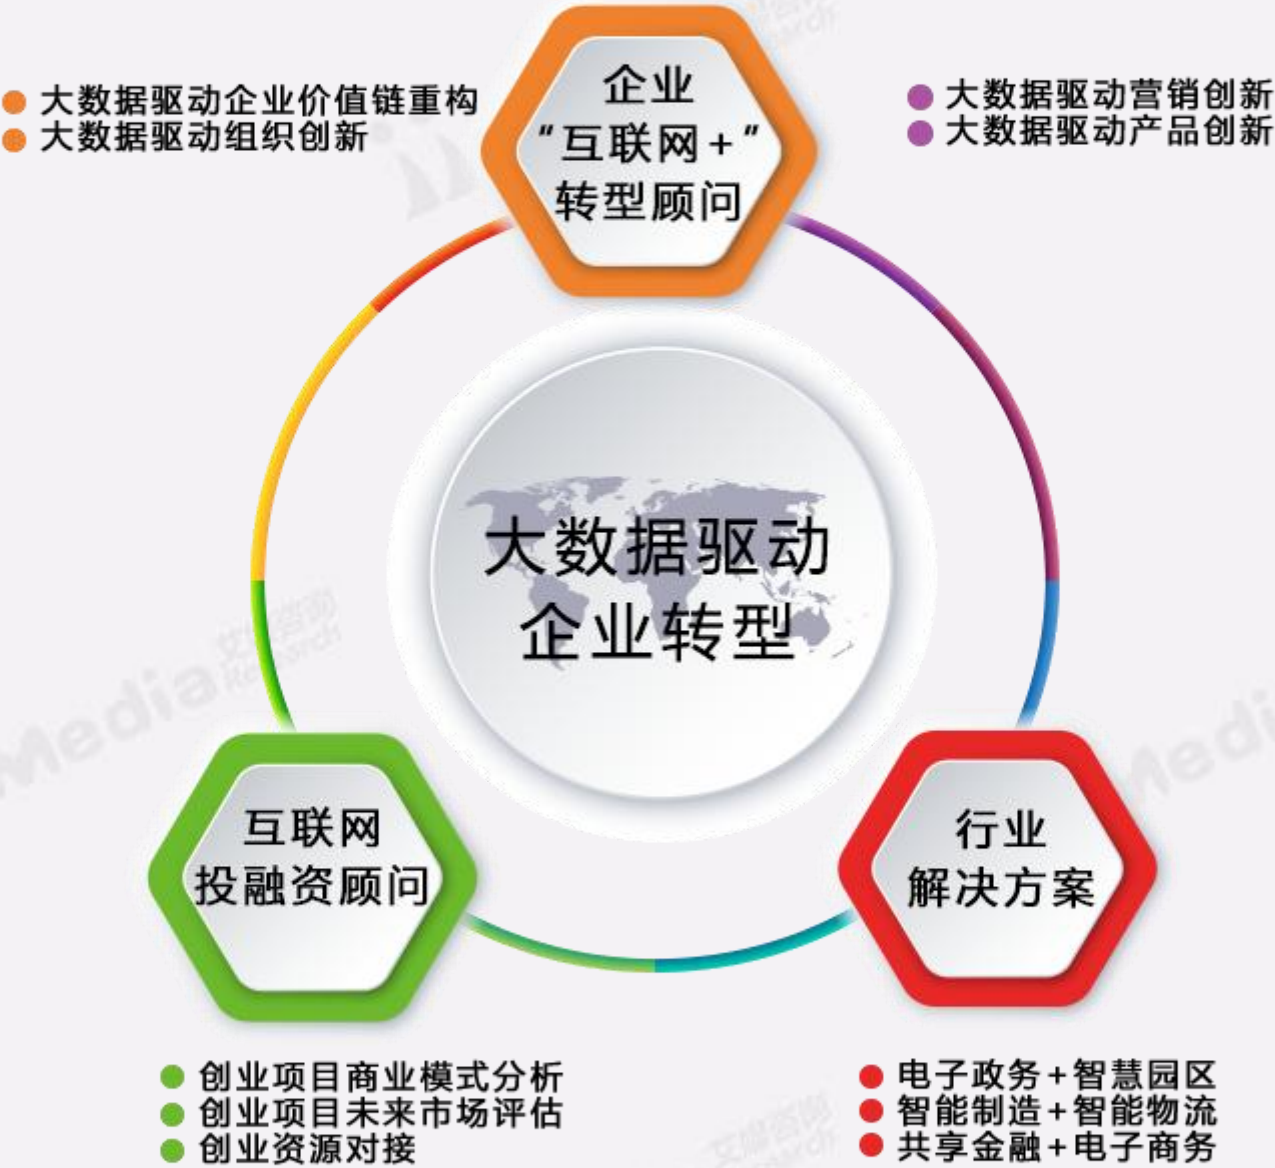 企业
“互联网+”
转型顾问
大数据驱动企业价值链重构
大数据驱动组织创新
大数据驱动营销创新
大数据驱动产品创新
大数据驱动
企业转型
互联网
投融资顾问
行业
解决方案
创业项目商业模式分析
创业项目未来市场评估
创业资源对接
电子政务+智慧园区
智能制造+智能物流
共享金融+电子商务
艾媒咨询
Media Research